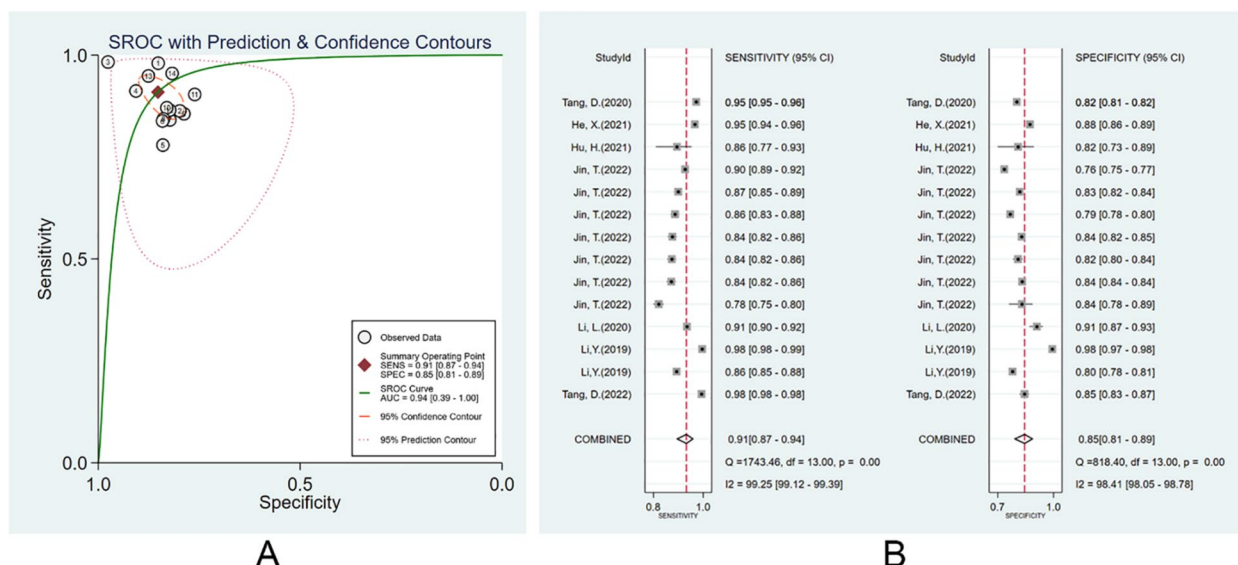 SROC with Prediction & Confidence Contours
1.0
0.5
0.0
Sensitivity
1.0
0.5
0.0
Specificity
3
1
13
14
4
11
10
2
6
5
Observed Data
Summary Operating Point
SENS = 0.91 [0.87 - 0.94]
SPEC = 0.85 [0.81 - 0.89]
SROC Curve
AUC = 0.94 [0.39 - 1.00]
95% Confidence Contour
95% Prediction Contour
A
StudyId SENSITIVITY (95% CI)
Tang, D.(2020) 0.95 [0.95 - 0.96]
He, X.(2021) 0.95 [0.94 - 0.96]
Hu, H.(2021) 0.86 [0.77 - 0.93]
Jin, T.(2022) 0.90 [0.89 - 0.92]
Jin, T.(2022) 0.87 [0.85 - 0.89]
Jin, T.(2022) 0.86 [0.83 - 0.88]
Jin, T.(2022) 0.84 [0.82 - 0.86]
Jin, T.(2022) 0.84 [0.82 - 0.86]
Jin, T.(2022) 0.84 [0.82 - 0.86]
Jin, T.(2022) 0.78 [0.75 - 0.80]
Li, L.(2020) 0.91 [0.90 - 0.92]
Li,Y.(2019) 0.98 [0.98 - 0.99]
Li,Y.(2019) 0.86 [0.85 - 0.88]
Tang, D.(2022) 0.98 [0.98 - 0.98]
COMBINED 0.91[0.87 - 0.94]
Q =1743.46, df = 13.00, p = 0.00
I2 = 99.25 [99.12 - 99.39]
0.8 1.0
SENSITIVITY
StudyId SPECIFICITY (95% CI)
Tang, D.(2020) 0.82 [0.81 - 0.82]
He, X.(2021) 0.88 [0.86 - 0.89]
Hu, H.(2021) 0.82 [0.73 - 0.89]
Jin, T.(2022) 0.76 [0.75 - 0.77]
Jin, T.(2022) 0.83 [0.82 - 0.84]
Jin, T.(2022) 0.79 [0.78 - 0.80]
Jin, T.(2022) 0.84 [0.82 - 0.85]
Jin, T.(2022) 0.82 [0.80 - 0.84]
Jin, T.(2022) 0.84 [0.84 - 0.84]
Jin, T.(2022) 0.84 [0.78 - 0.89]
Li, L.(2020) 0.91 [0.87 - 0.93]
Li,Y.(2019) 0.98 [0.97 - 0.98]
Li,Y.(2019) 0.80 [0.78 - 0.81]
Tang, D.(2022) 0.85 [0.83 - 0.87]
COMBINED 0.85[0.81 - 0.89]
Q =818.40, df = 13.00, p = 0.00
I2 = 98.41 [98.05 - 98.78]
0.7 1.0
SPECIFICITY
B